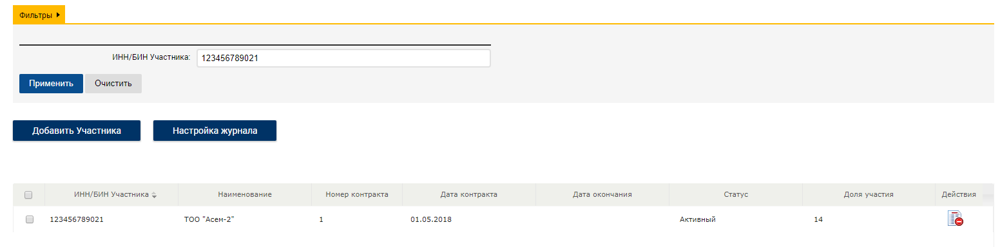 Фильтры
ИНН/БИН Участника: 123456789021
Применить Очистить
Добавить Участника Настройка журнала
ИНН/БИН Участника Наименование Номер контракта Дата контракта Дата окончания Статус Доля участия Действия
123456789021 ТОО "Асем-2" 1 01.05.2018 Активный 14